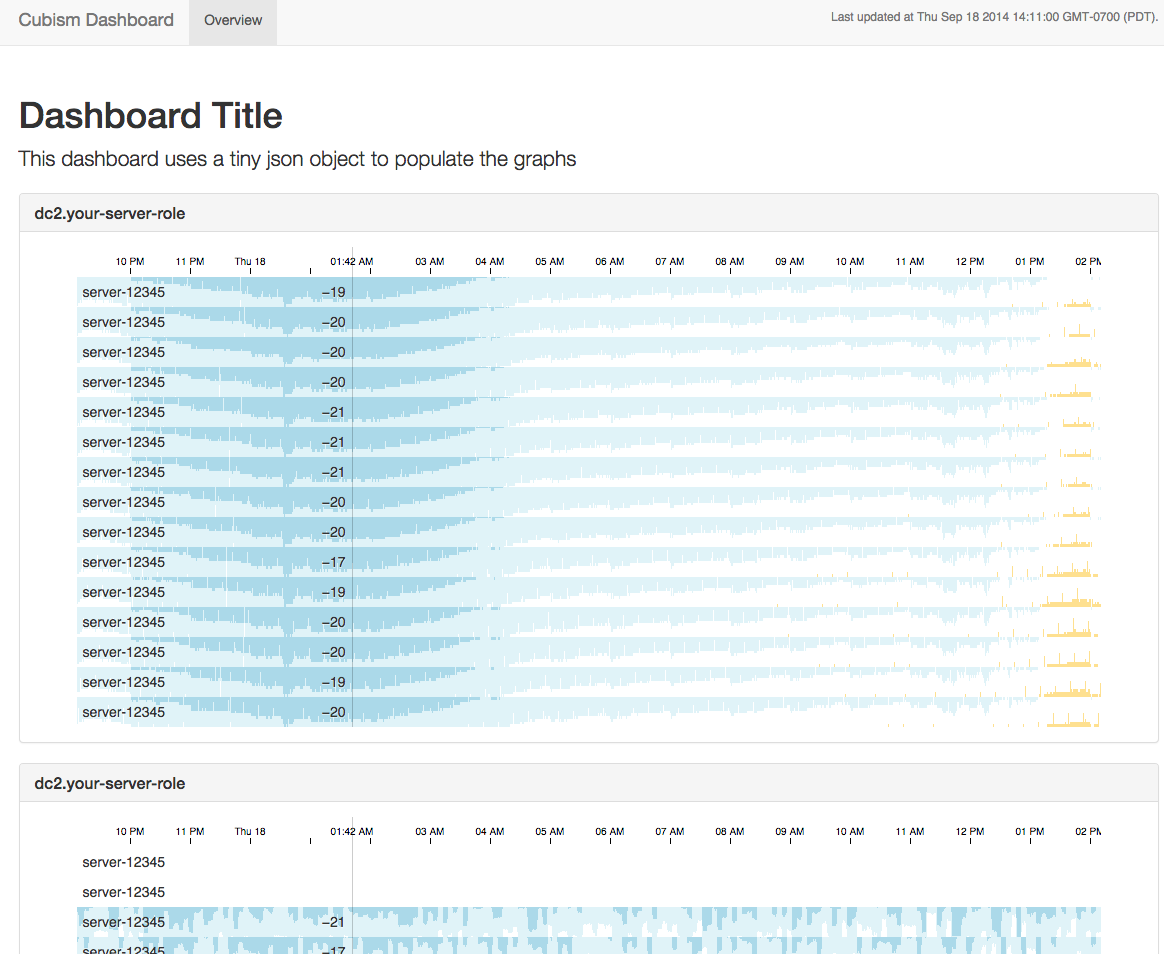 Cubism Dashboard Overview Last updated at Thu Sep 18 2014 14:11:00 GMT-0700 (PDT).
Dashboard Title
This dashboard uses a tiny json object to populate the graphs
dc2.your-server-role
10 PM 11 PM Thu 18 01:42 AM 03 AM 04 AM 05 AM 06 AM 07 AM 08 AM 09 AM 10 AM 11 AM 12 PM 01 PM 02 PM
server-12345 −19
server-12345 −20
server-12345 −20
server-12345 −20
server-12345 −21
server-12345 −21
server-12345 −21
server-12345 −20
server-12345 −20
server-12345 −17
server-12345 −19
server-12345 −20
server-12345 −20
server-12345 −19
server-12345 −20
dc2.your-server-role
10 PM 11 PM Thu 18 01:42 AM 03 AM 04 AM 05 AM 06 AM 07 AM 08 AM 09 AM 10 AM 11 AM 12 PM 01 PM 02 PM
server-12345
server-12345
server-12345 −21
server-12345 −17